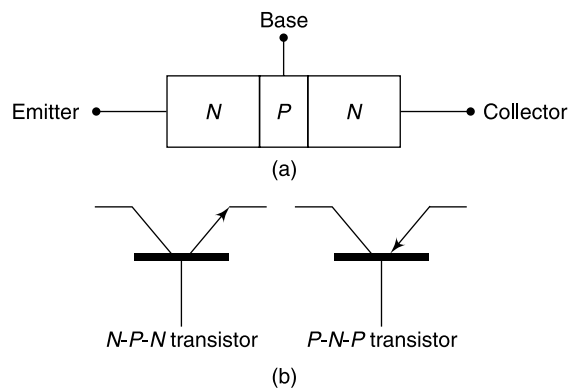 Base
Emitter N P N Collector
(a)
N-P-N transistor P-N-P transistor
(b)